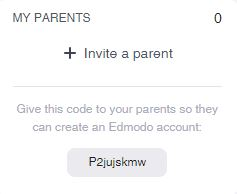 MY PARENTS 0
+ Invite a parent
Give this code to your parents so they
can create an Edmodo account:
P2jujskmw